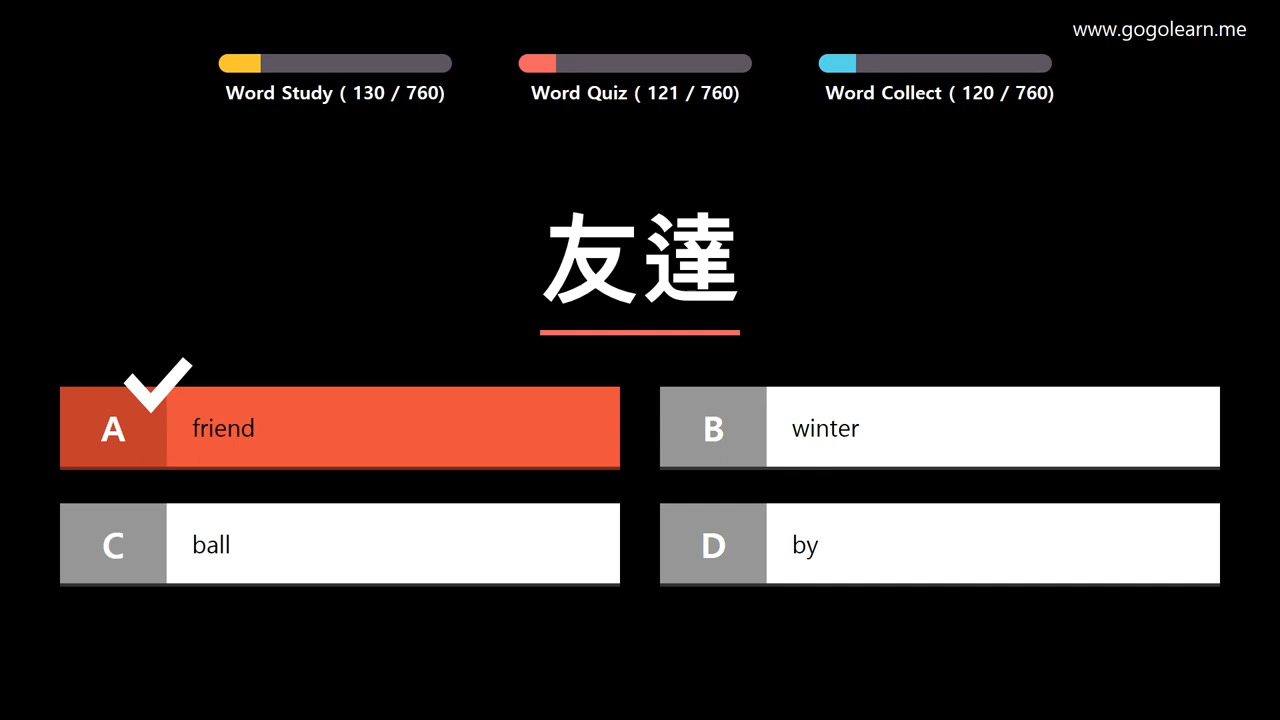 www.gogolearn.me
Word Study ( 130 / 760)
Word Quiz ( 121 / 760)
Word Collect ( 120 / 760)
友達
A friend
B winter
C ball
D by